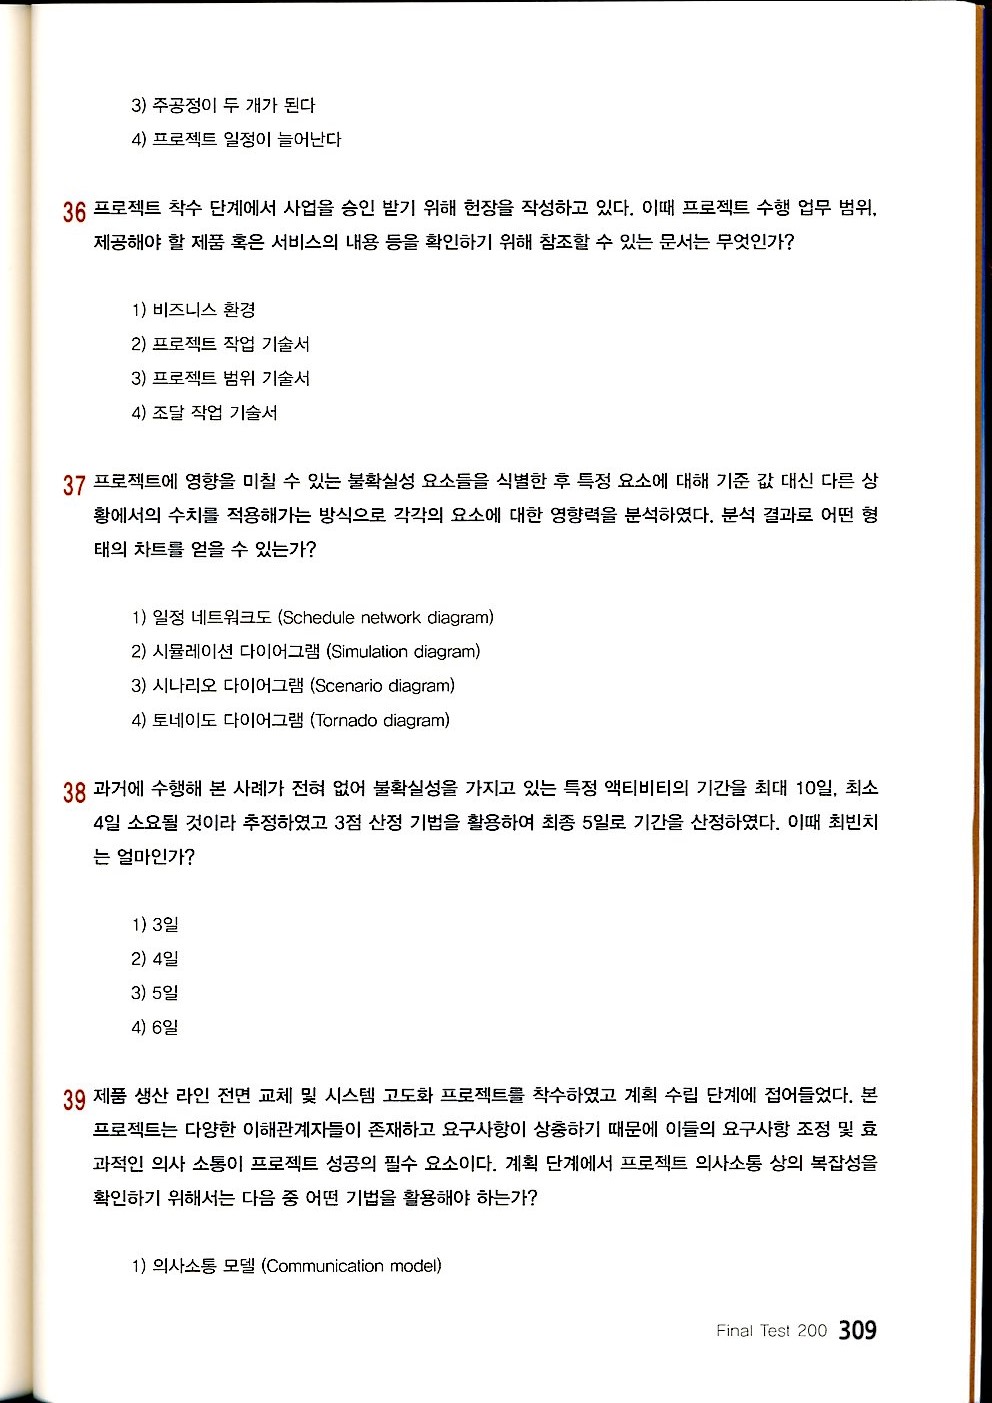 3) 주공정이 두 개가 된다
4) 프로젝트 일정이 늘어난다
36 프로젝트 착수 단계에서 사업을 승인 받기 위해 헌장을 작성하고 있다. 이때 프로젝트 수행 업무 범위,
제공해야 할 제품 혹은 서비스의 내용 등을 확인하기 위해 참조할 수 있는 문서는 무엇인가?
1) 비즈니스 환경
2) 프로젝트 작업 기술서
3) 프로젝트 범위 기술서
4) 조달 작업 기술서
37 프로젝트에 영향을 미칠 수 있는 불확실성 요소들을 식별한 후 특정 요소에 대해 기준 값 대신 다른 상
황에서의 수치를 적용해가는 방식으로 각각의 요소에 대한 영향력을 분석하였다. 분석 결과로 어떤 형
태의 차트를 얻을 수 있는가?
1) 일정 네트워크도 (Schedule network diagram)
2) 시뮬레이션 다이어그램 (Simulation diagram)
3) 시나리오 다이어그램 (Scenario diagram)
4) 토네이도 다이어그램 (Tornado diagram)
38 과거에 수행해 본 사례가 전혀 없어 불확실성을 가지고 있는 특정 액티비티의 기간을 최대 10일, 최소
4일 소요될 것이라 추정하였고 3점 산정 기법을 활용하여 최종 5일로 기간을 산정하였다. 이때 최빈치
는 얼마인가?
1) 3일
2) 4일
3) 5일
4) 6일
39 제품 생산 라인 전면 교체 및 시스템 고도화 프로젝트를 착수하였고 계획 수립 단계에 접어들었다. 본
프로젝트는 다양한 이해관계자들이 존재하고 요구사항이 상충하기 때문에 이들의 요구사항 조정 및 효
과적인 의사 소통이 프로젝트 성공의 필수 요소이다. 계획 단계에서 프로젝트 의사소통 상의 복잡성을
확인하기 위해서는 다음 중 어떤 기법을 활용해야 하는가?
1) 의사소통 모델 (Communication model)
Final Test 200 309